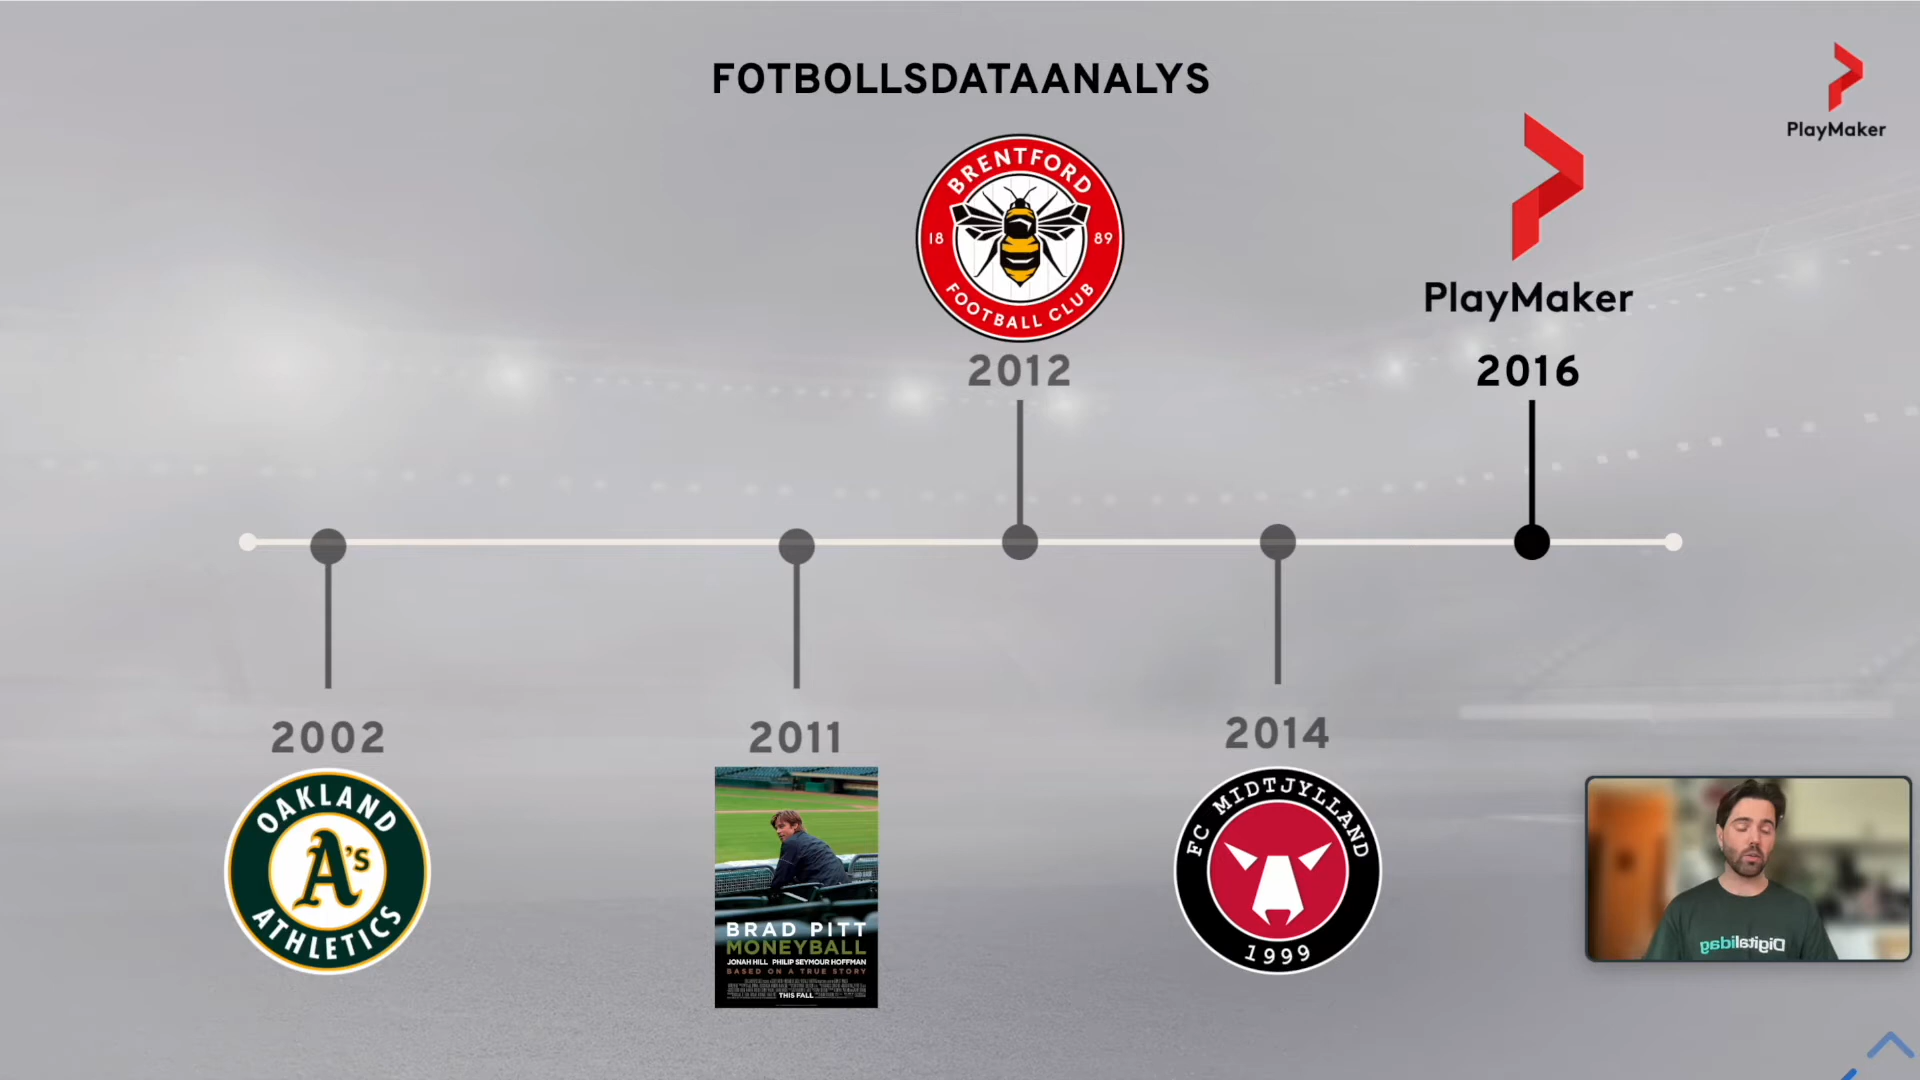 FOTBOLLSDATAANALYS
PlayMaker
BRENTFORD
18 89
FOOTBALL CLUB
PlayMaker
2012
2016
2002
2011
2014
OAKLAND
A's
ATHLETICS
BRAD PITT
MONEYBALL
JONAH HILL PHILIP SEYMOUR HOFFMAN
BASED ON A TRUE STORY
THIS FALL
FC MIDTJYLLAND
1999
Digitalidag